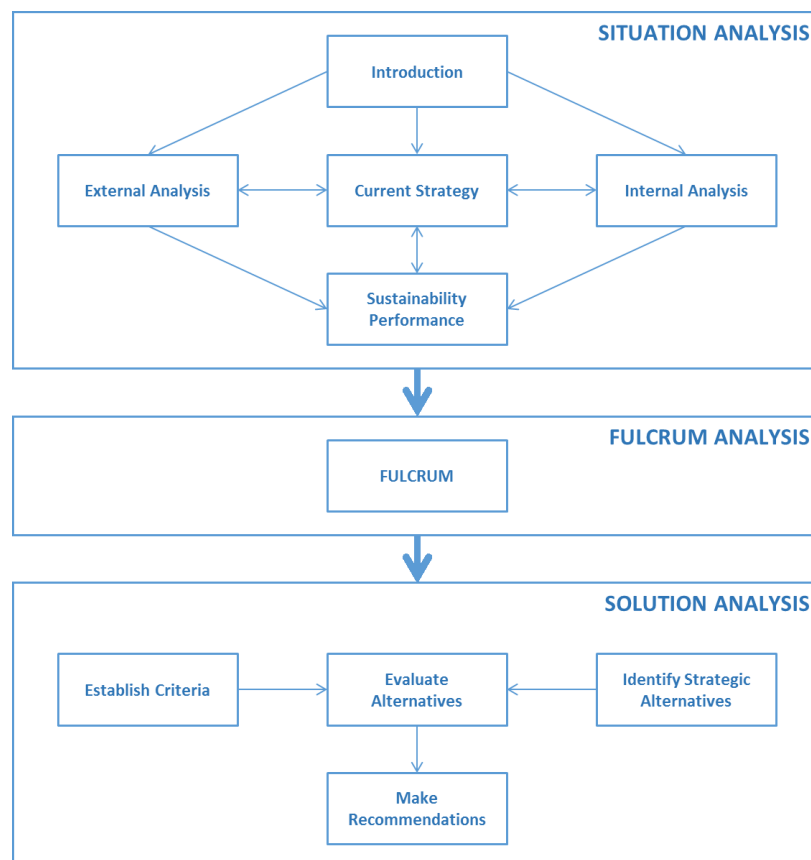 SITUATION ANALYSIS
Introduction
External Analysis
Current Strategy
Internal Analysis
Sustainability
Performance
FULCRUM ANALYSIS
FULCRUM
SOLUTION ANALYSIS
Establish Criteria
Evaluate
Alternatives
Identify Strategic
Alternatives
Make
Recommendations